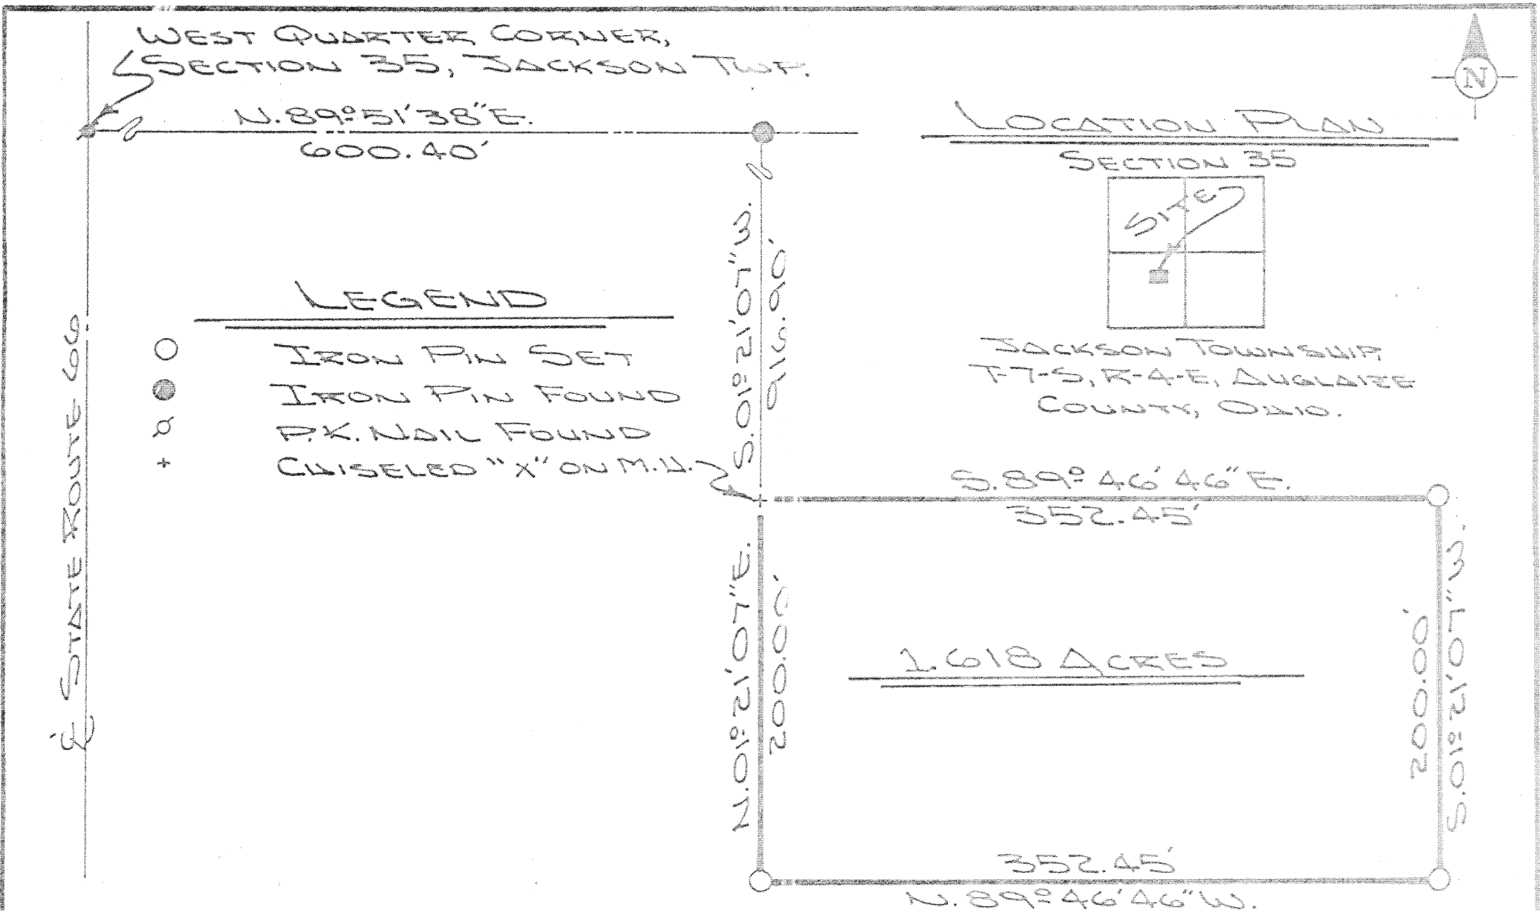 WEST QUARTER CORNER,
SECTION 35, JACKSON TWP.
N. 89°51'38"E.
600.40'
N
LOCATION PLAN
SECTION 35
SITE
JACKSON TOWNSHIP,
T-7-S, R-4-E, AUGLAIZE
COUNTY, OHIO.
LEGEND
IRON PIN SET
IRON PIN FOUND
P.K. NAIL FOUND
CHISELED "X" ON M.H.
S.01°21'07"W.
916.90'
℄ STATE ROUTE 66
S.89°46'46"E.
352.45'
N.01°21'07"E.
200.00'
1.618 ACRES
200.00'
S.01°21'07"W.
352.45'
N.89°46'46"W.